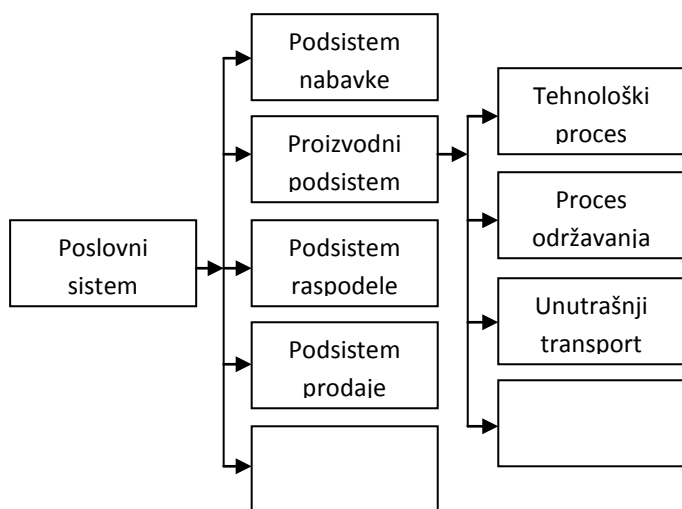 Podsistem
nabavke
Proizvodni
podsistem
Poslovni
sistem
Podsistem
raspodele
Podsistem
prodaje
Tehnološki
proces
Proces
održavanja
Unutrašnji
transport